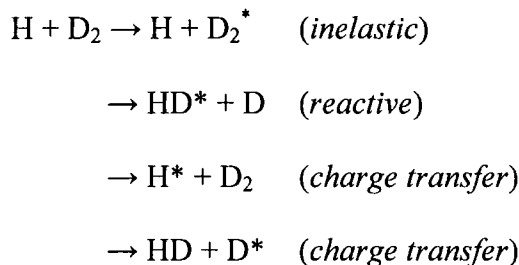 H + D₂ → H + D₂* (inelastic)
→ HD* + D (reactive)
→ H* + D₂ (charge transfer)
→ HD + D* (charge transfer)